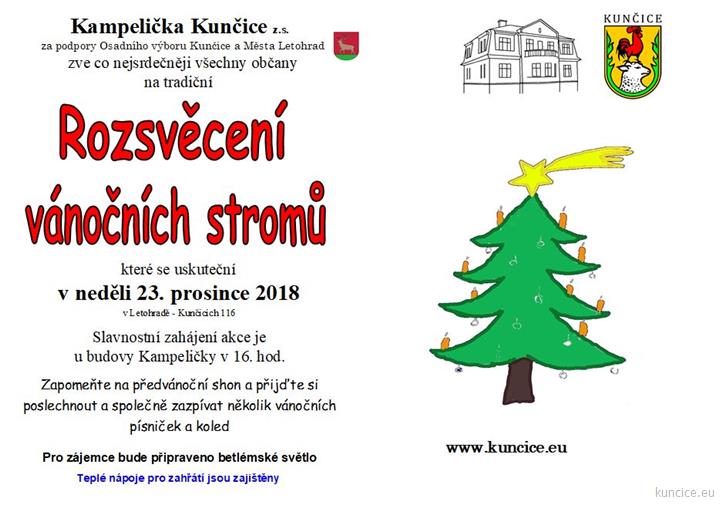 Kampelička Kunčice z.s.
za podpory Osadního výboru Kunčice a Města Letohrad
zve co nejsrdečněji všechny občany
na tradiční
Rozsvěcení
vánočních stromů
které se uskuteční
v neděli 23. prosince 2018
v Letohradě - Kunčicích 116
Slavnostní zahájení akce je
u budovy Kampeličky v 16. hod.
Zapomeňte na předvánoční shon a přijďte si
poslechnout a společně zazpívat několik vánočních
písniček a koled
Pro zájemce bude připraveno betlémské světlo
Teplé nápoje pro zahřátí jsou zajištěny
KUNČICE
www.kuncice.eu
kuncice.eu